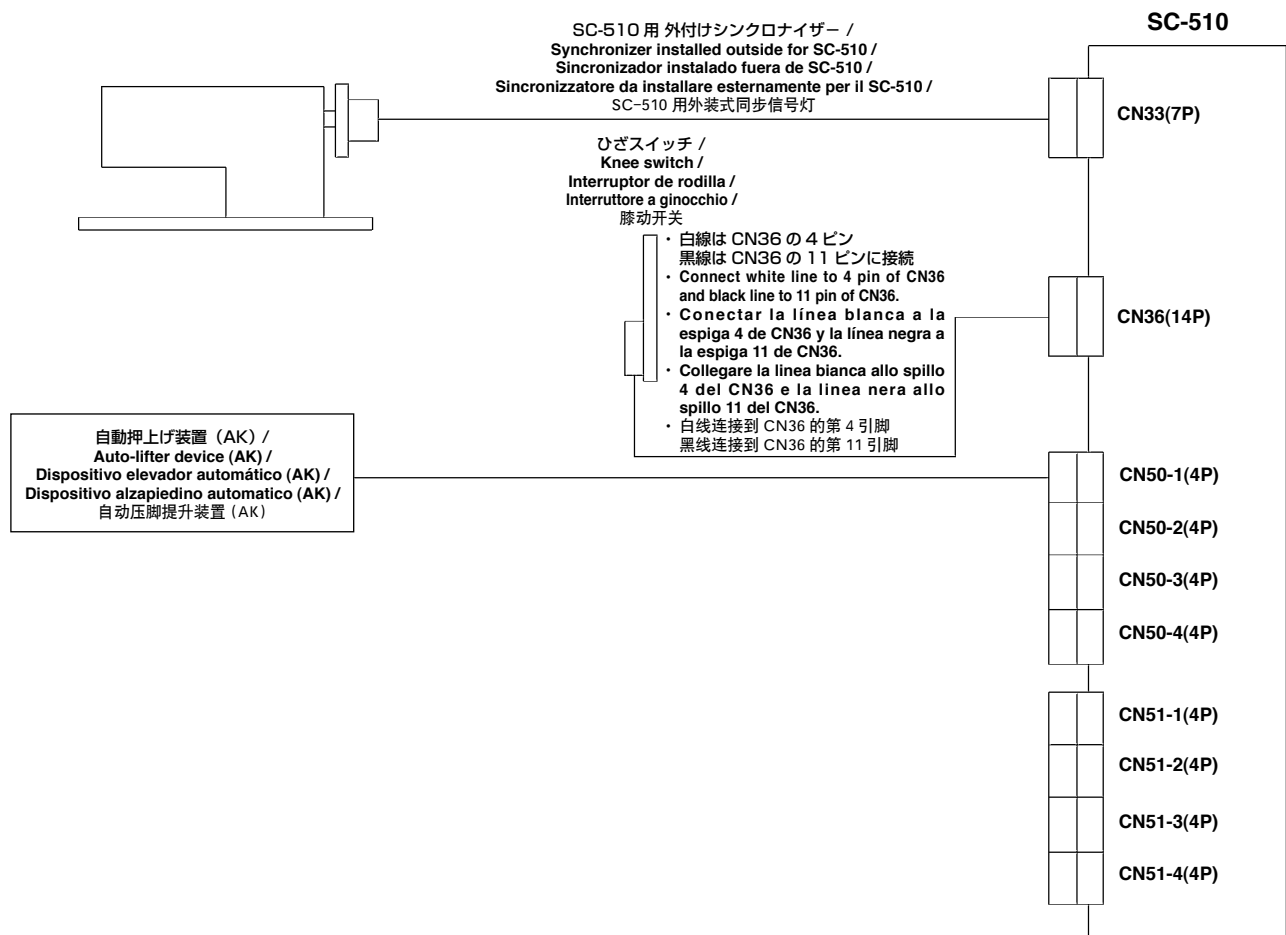 SC-510
SC-510 用 外付けシンクロナイザー /
Synchronizer installed outside for SC-510 /
Sincronizador instalado fuera de SC-510 /
Sincronizzatore da installare esternamente per il SC-510 /
SC-510 用外装式同步信号灯
CN33(7P)
ひざスイッチ /
Knee switch /
Interruptor de rodilla /
Interruttore a ginocchio /
膝动开关
・ 白線は CN36 の 4 ピン
黒線は CN36 の 11 ピンに接続
・ Connect white line to 4 pin of CN36
and black line to 11 pin of CN36.
・ Conectar la línea blanca a la
espiga 4 de CN36 y la línea negra a
la espiga 11 de CN36.
・ Collegare la linea bianca allo spillo
4 del CN36 e la linea nera allo
spillo 11 del CN36.
・ 白线连接到 CN36 的第 4 引脚
黑线连接到 CN36 的第 11 引脚
CN36(14P)
自動押上げ装置（AK）/
Auto-lifter device (AK) /
Dispositivo elevador automático (AK) /
Dispositivo alzapiedino automatico (AK) /
自动压脚提升装置 (AK)
CN50-1(4P)
CN50-2(4P)
CN50-3(4P)
CN50-4(4P)
CN51-1(4P)
CN51-2(4P)
CN51-3(4P)
CN51-4(4P)